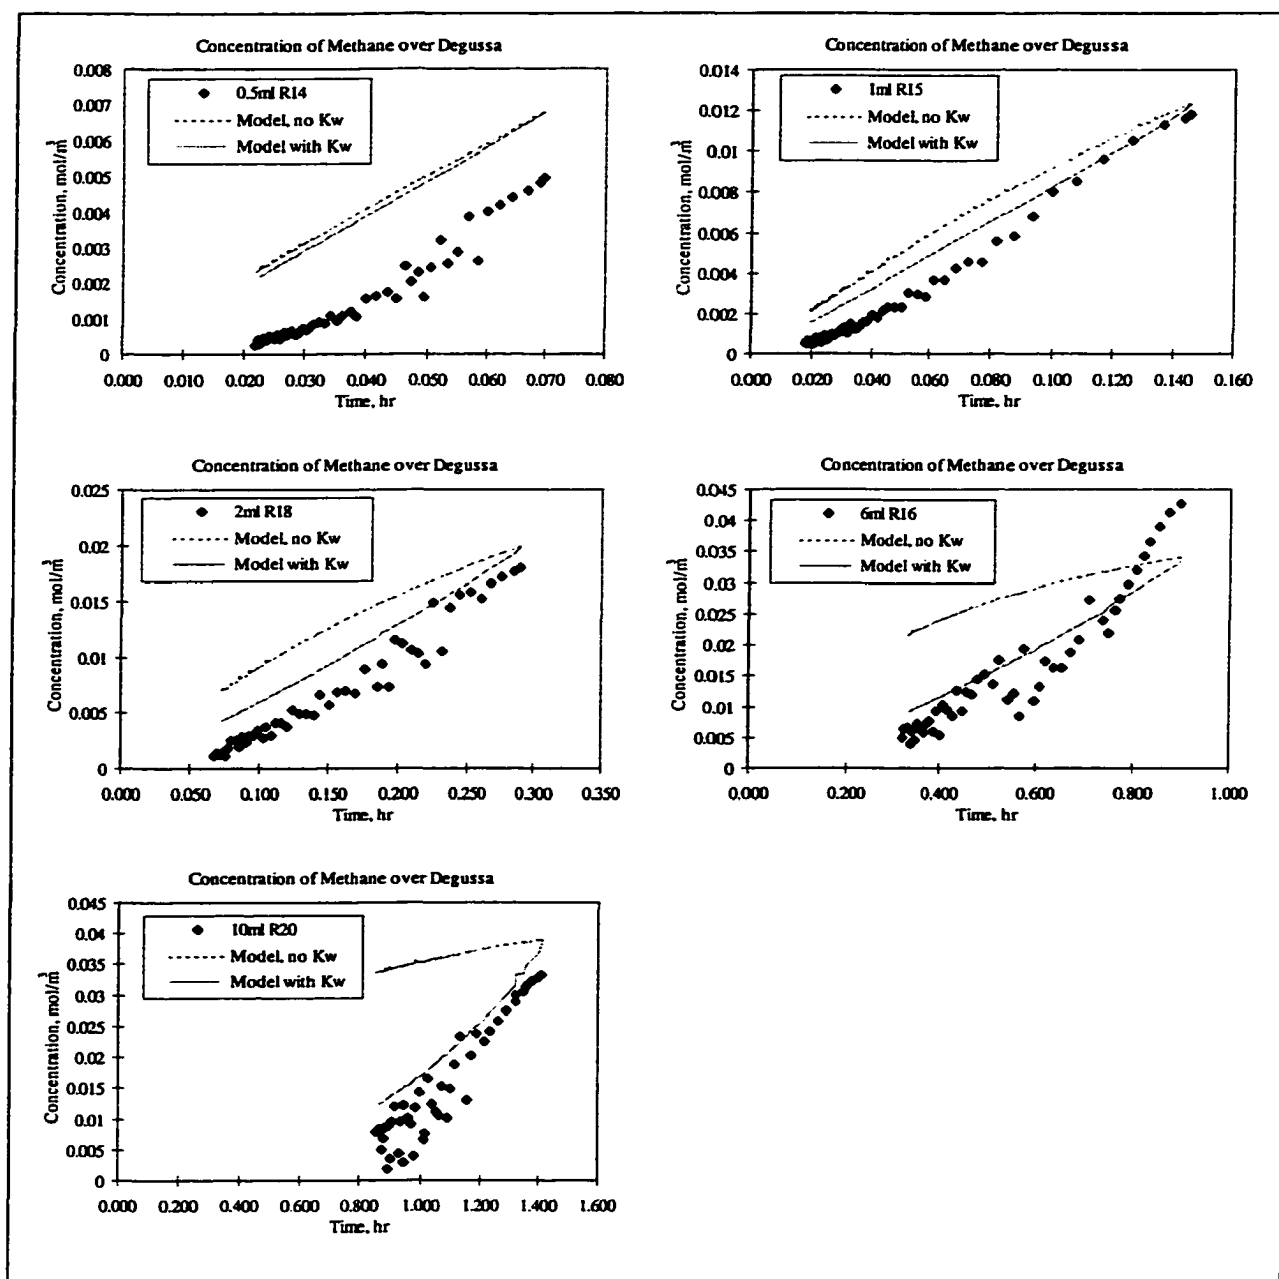 Concentration of Methane over Degussa
0.008
0.007
0.006
0.005
0.004
0.003
0.002
0.001
0
Concentration, mol/m³
0.5ml R14
Model, no Kw
Model with Kw
0.000 0.010 0.020 0.030 0.040 0.050 0.060 0.070 0.080
Time, hr
Concentration of Methane over Degussa
0.014
0.012
0.01
0.008
0.006
0.004
0.002
0
Concentration, mol/m³
1ml R15
Model, no Kw
Model with Kw
0.000 0.020 0.040 0.060 0.080 0.100 0.120 0.140 0.160
Time, hr
Concentration of Methane over Degussa
0.025
0.02
0.015
0.01
0.005
0
Concentration, mol/m³
2ml R18
Model, no Kw
Model with Kw
0.000 0.050 0.100 0.150 0.200 0.250 0.300 0.350
Time, hr
Concentration of Methane over Degussa
0.045
0.04
0.035
0.03
0.025
0.02
0.015
0.01
0.005
0
Concentration, mol/m³
6ml R16
Model, no Kw
Model with Kw
0.000 0.200 0.400 0.600 0.800 1.000
Time, hr
Concentration of Methane over Degussa
0.045
0.04
0.035
0.03
0.025
0.02
0.015
0.01
0.005
0
Concentration, mol/m³
10ml R20
Model, no Kw
Model with Kw
0.000 0.200 0.400 0.600 0.800 1.000 1.200 1.400 1.600
Time, hr